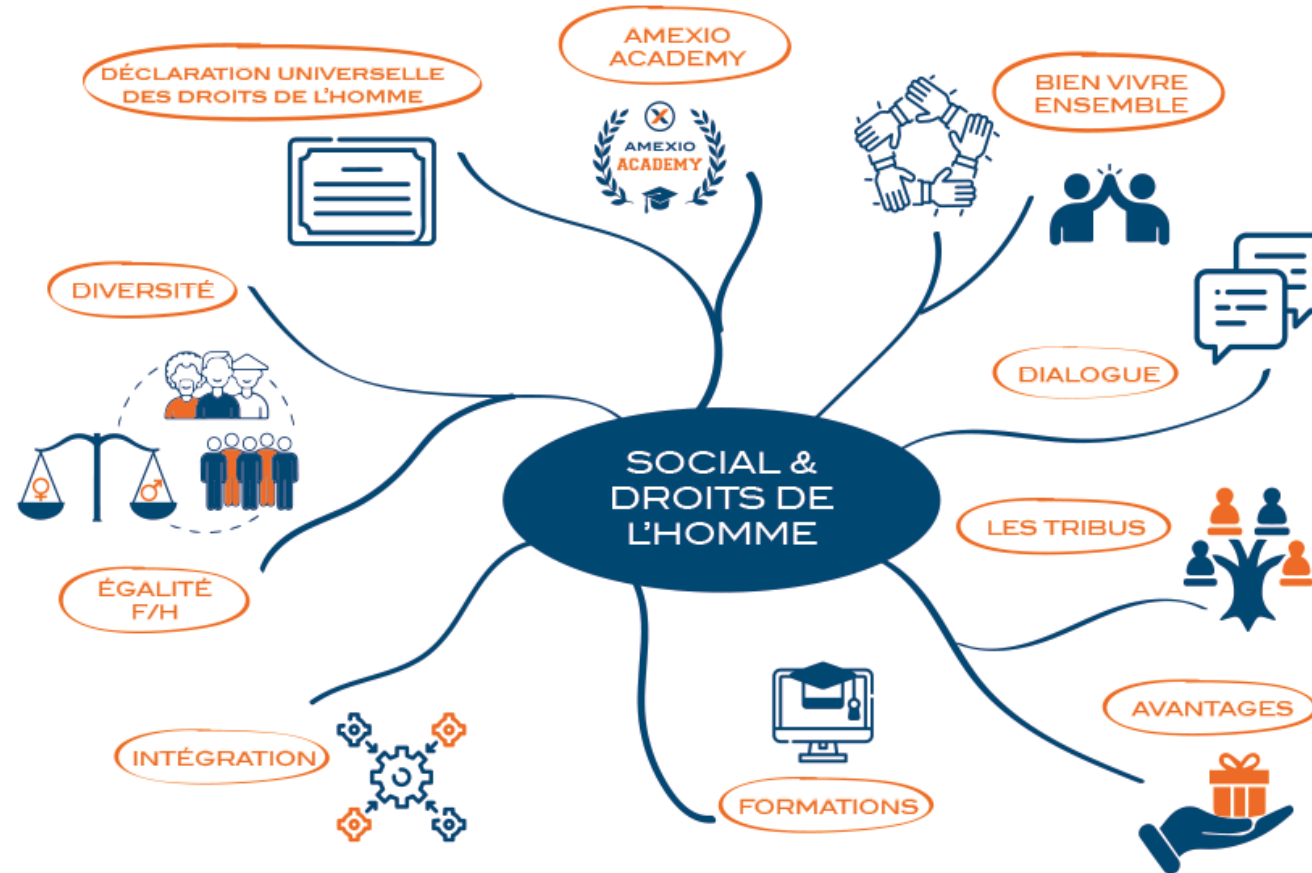 AMEXIO
ACADEMY
DÉCLARATION UNIVERSELLE
DES DROITS DE L'HOMME
BIEN VIVRE
ENSEMBLE
AMEXIO
ACADEMY
DIVERSITÉ
DIALOGUE
SOCIAL &
DROITS DE
L'HOMME
LES TRIBUS
ÉGALITÉ
F/H
AVANTAGES
INTÉGRATION
FORMATIONS